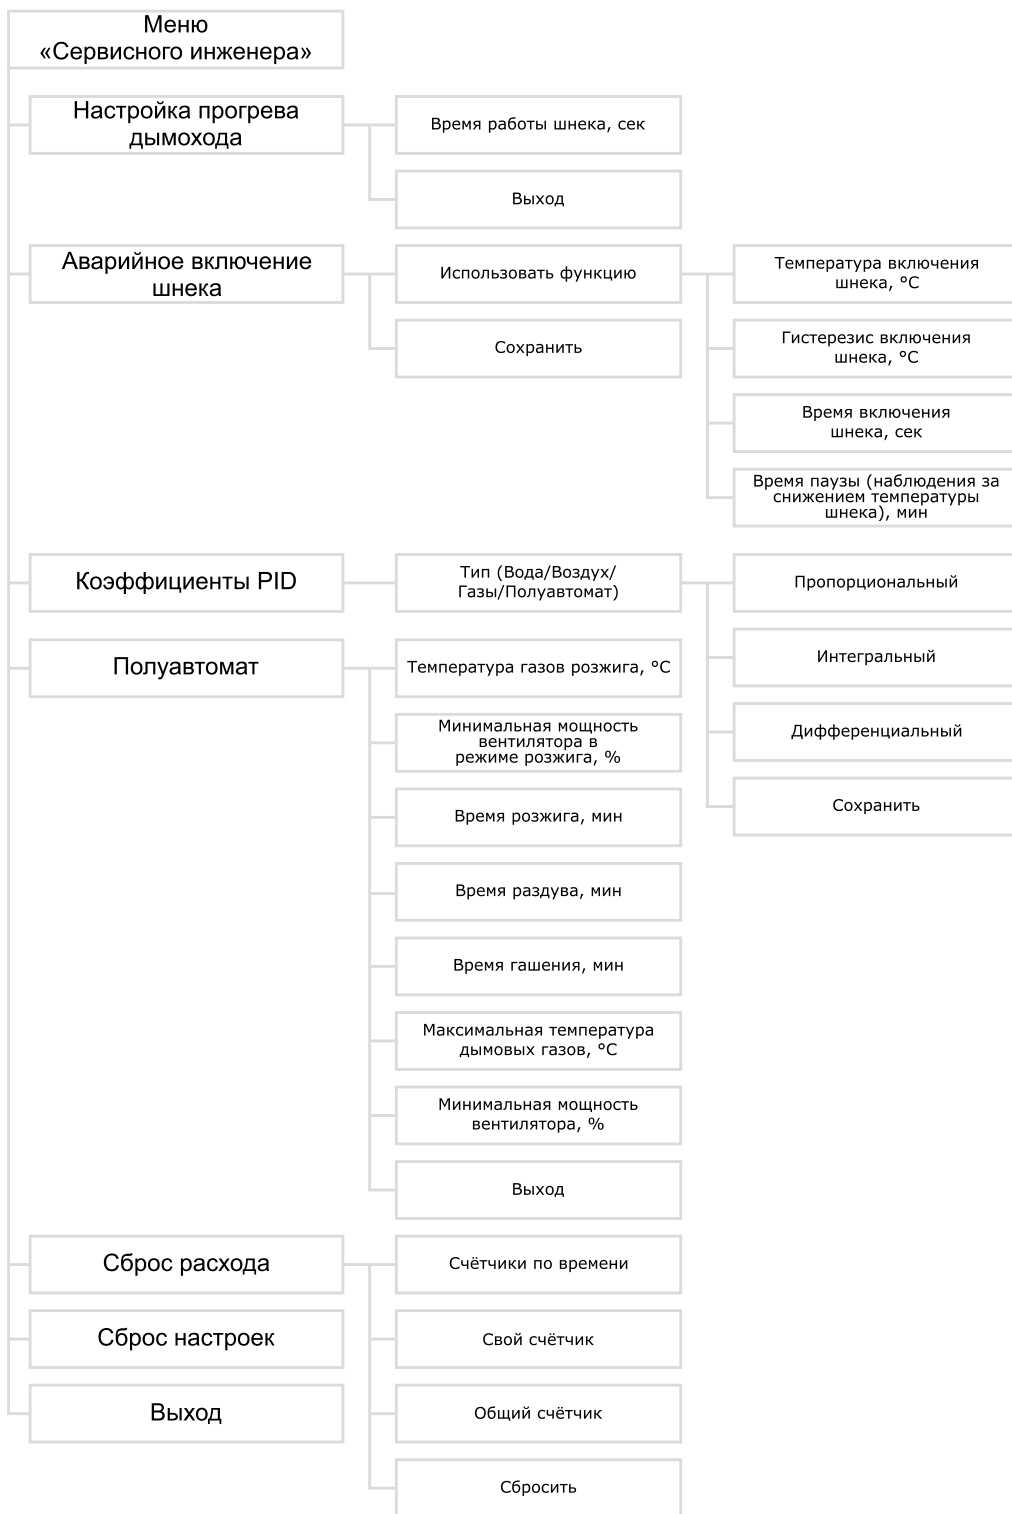 Меню
«Сервисного инженера»
Настройка прогрева
дымохода
Время работы шнека, сек
Выход
Аварийное включение
шнека
Использовать функцию
Температура включения
шнека, °C
Гистерезис включения
шнека, °C
Время включения
шнека, сек
Время паузы (наблюдения за
снижением температуры
шнека), мин
Сохранить
Коэффициенты PID
Тип (Вода/Воздух/
Газы/Полуавтомат)
Пропорциональный
Интегральный
Дифференциальный
Сохранить
Полуавтомат
Температура газов розжига, °C
Минимальная мощность
вентилятора в
режиме розжига, %
Время розжига, мин
Время раздува, мин
Время гашения, мин
Максимальная температура
дымовых газов, °C
Минимальная мощность
вентилятора, %
Выход
Сброс расхода
Счётчики по времени
Свой счётчик
Общий счётчик
Сбросить
Сброс настроек
Выход